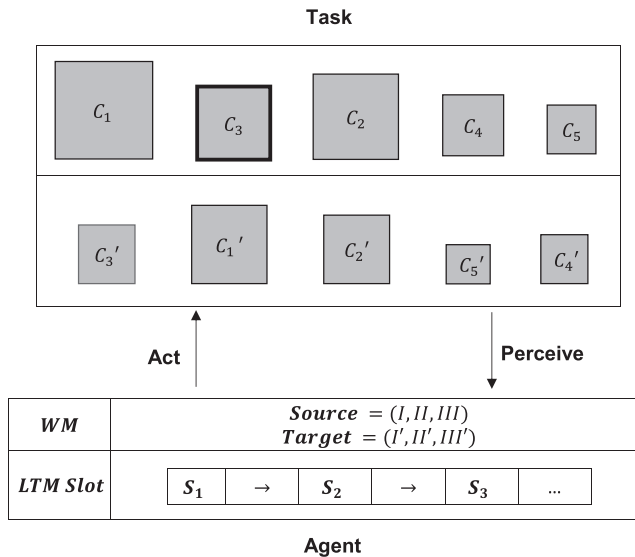 Task
C₁ C₃ C₂ C₄ C₅
C₃′ C₁′ C₂′ C₅′ C₄′
Act
Perceive
WM
Source = (I, II, III)
Target = (I′, II′, III′)
LTM Slot
S₁ → S₂ → S₃ ...
Agent